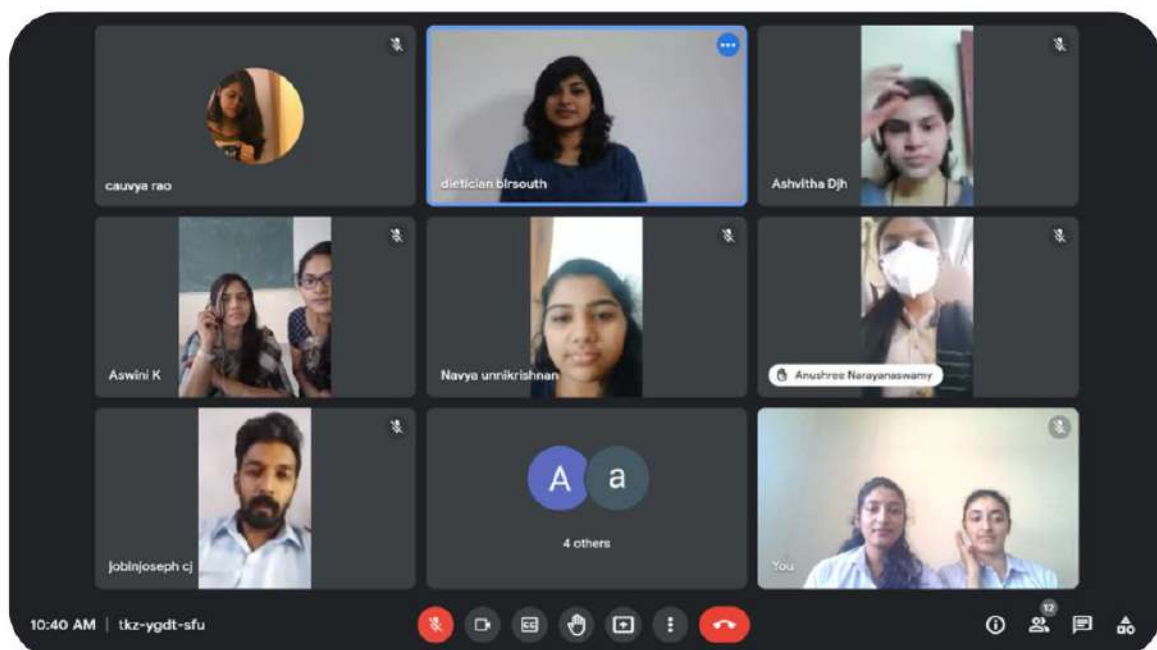 cauvya rao
dietician blrsouth
Ashvitha Djh
Aswini K
Navya unnikrishnan
Anushree Narayanaswamy
jobinjoseph cj
A a
4 others
You
10:40 AM | tkz-ygdt-sfu
CC
12